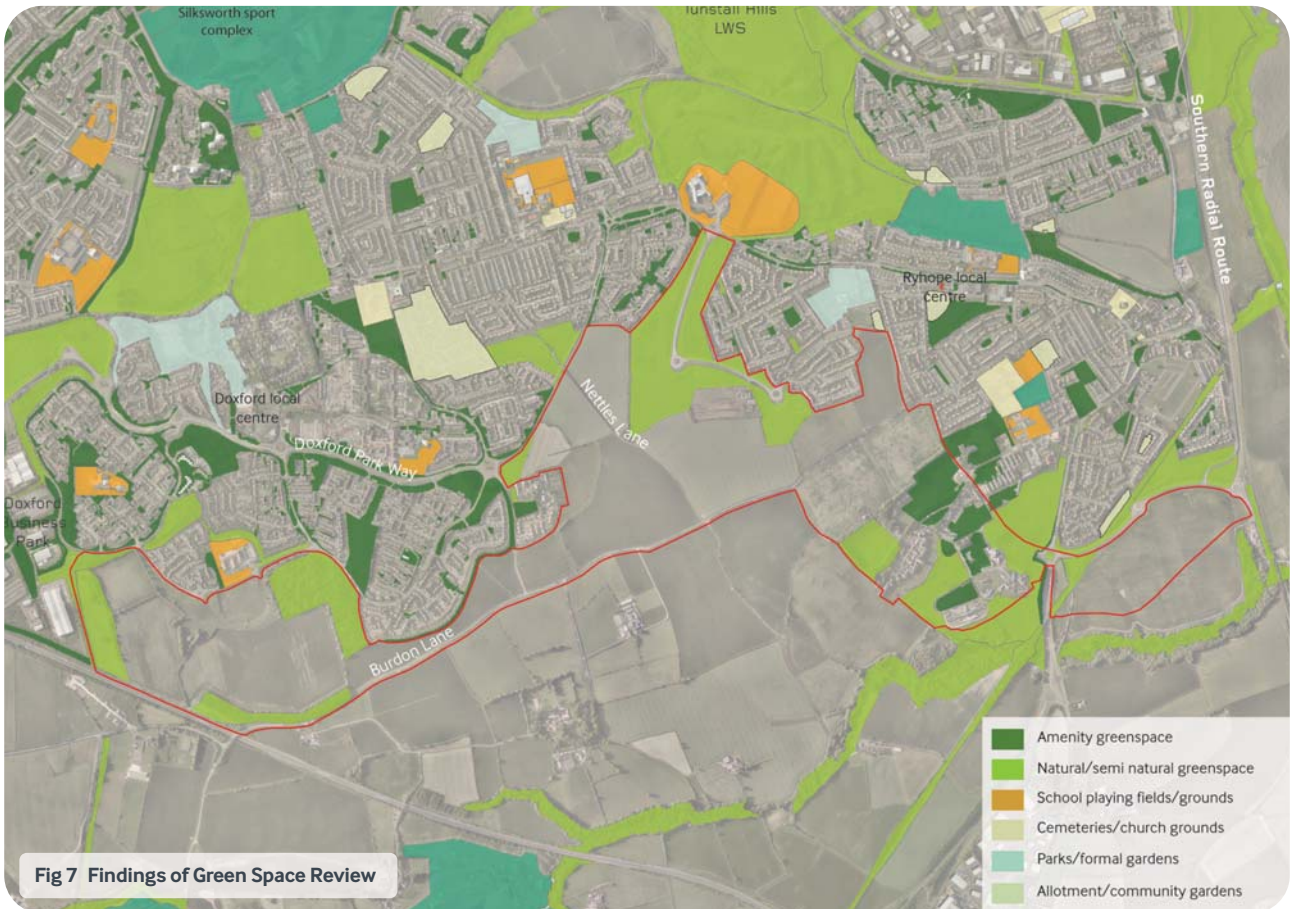 Silksworth sport
complex
Tunstall Hills
LWS
Southern Radial Route
Ryhope local
centre
Nettles Lane
Doxford local
centre
Doxford Park Way
Doxford
Business
Park
Burdon Lane
Amenity greenspace
Natural/semi natural greenspace
School playing fields/grounds
Cemeteries/church grounds
Parks/formal gardens
Allotment/community gardens
Fig 7 Findings of Green Space Review